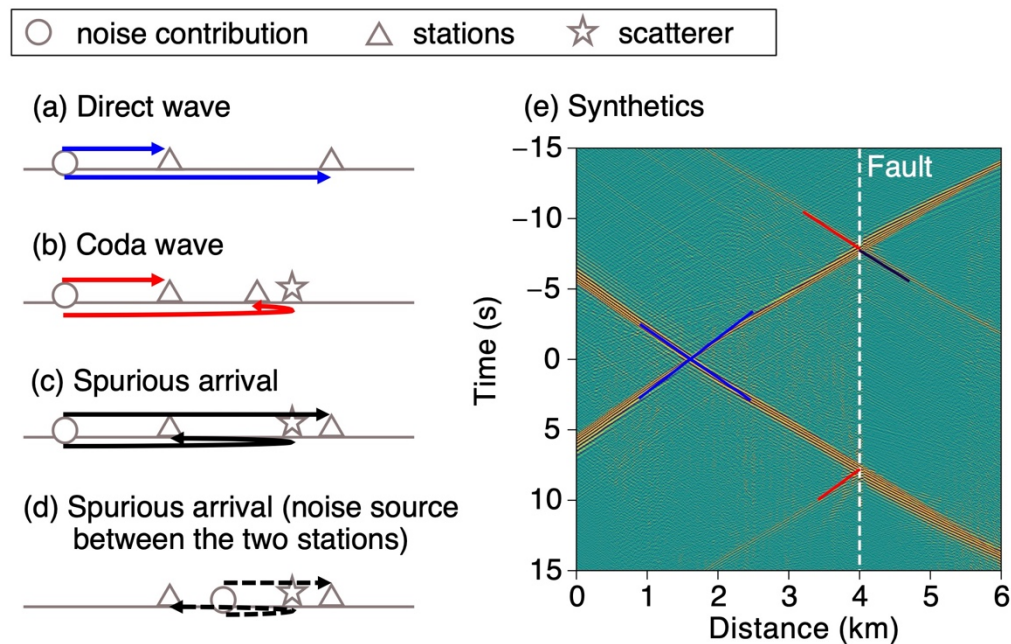 noise contribution
stations
scatterer
(a) Direct wave
(b) Coda wave
(c) Spurious arrival
(d) Spurious arrival (noise source
between the two stations)
(e) Synthetics
Fault
−15
−10
−5
0
5
10
15
Time (s)
0 1 2 3 4 5 6
Distance (km)